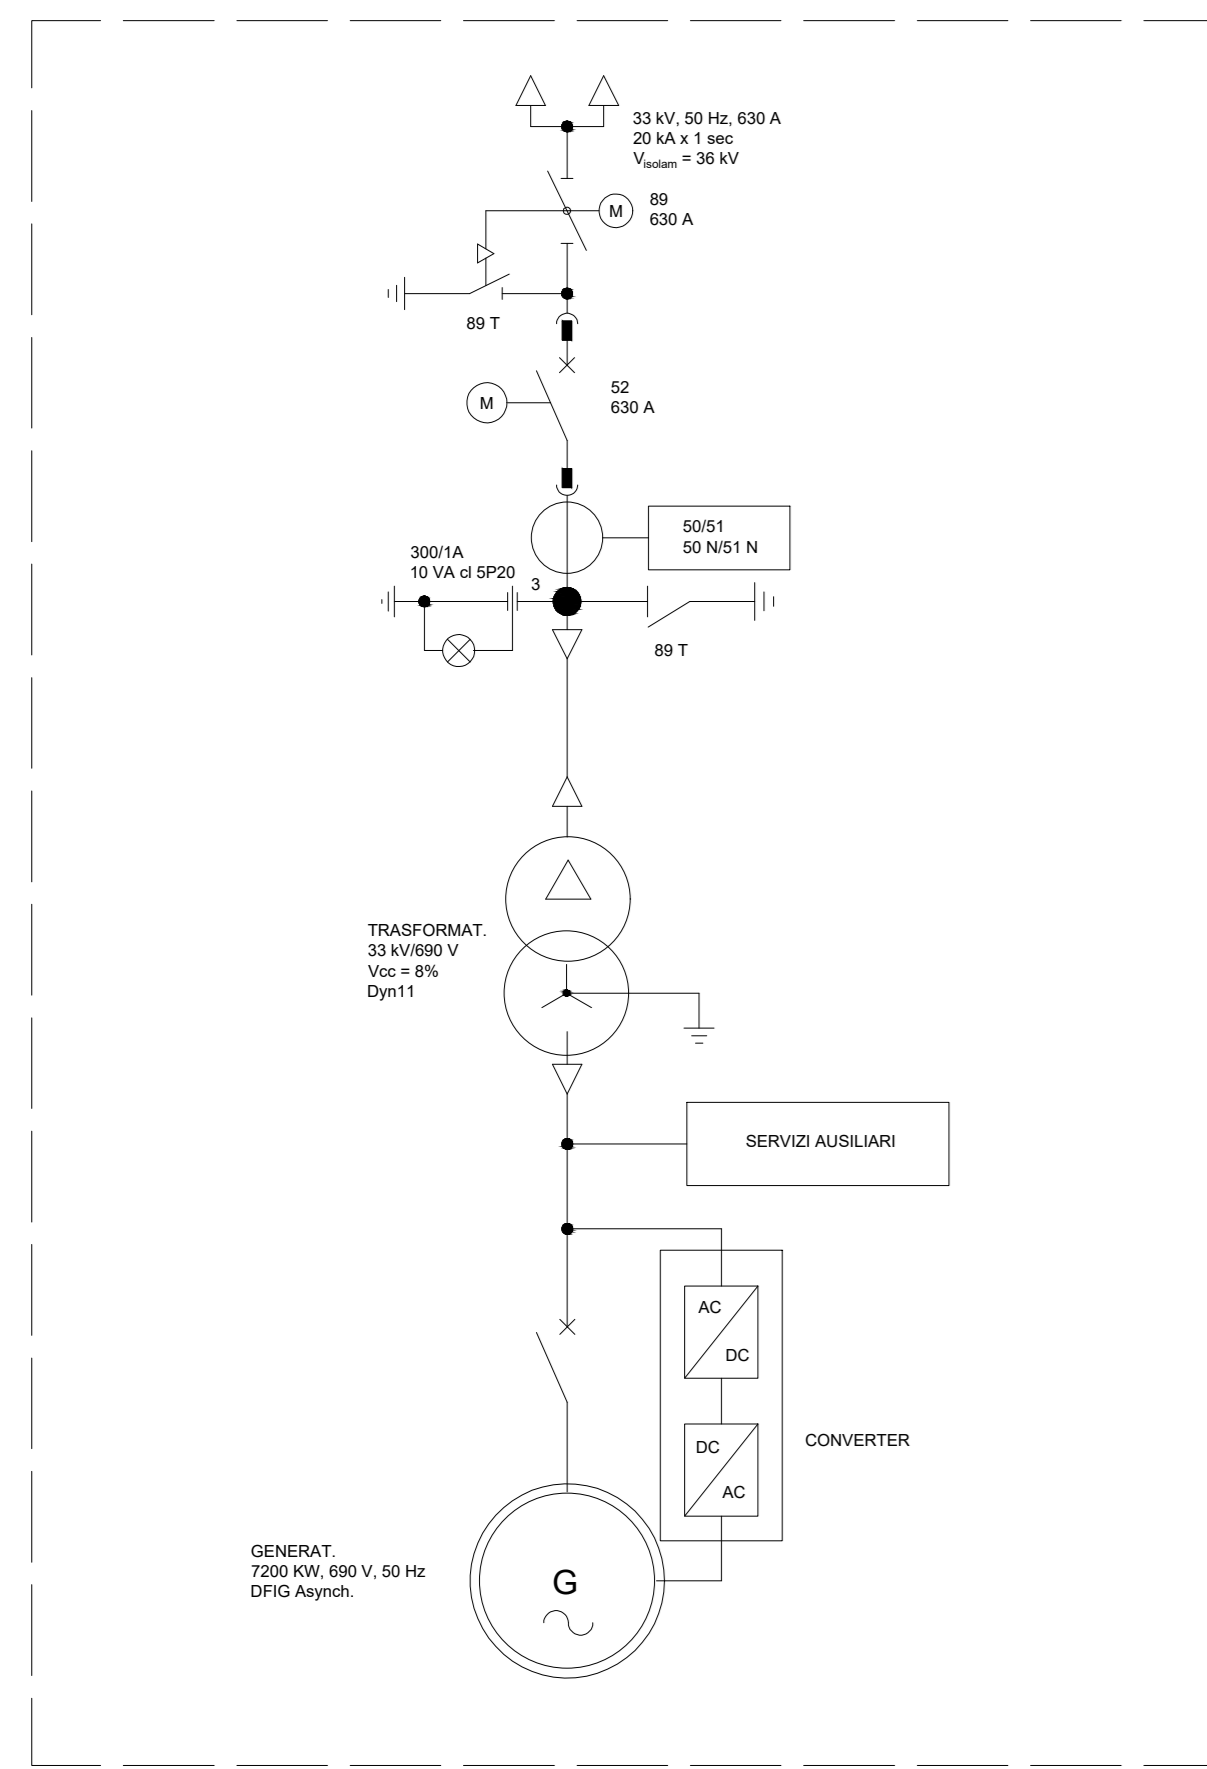 33 kV, 50 Hz, 630 A
20 kA x 1 sec
Visolam = 36 kV
89
630 A
M
89 T
52
630 A
M
50/51
50 N/51 N
300/1A
10 VA cl 5P20
3
89 T
TRASFORMAT.
33 kV/690 V
Vcc = 8%
Dyn11
SERVIZI AUSILIARI
AC
DC
DC
AC
CONVERTER
GENERAT.
7200 KW, 690 V, 50 Hz
DFIG Asynch.
G